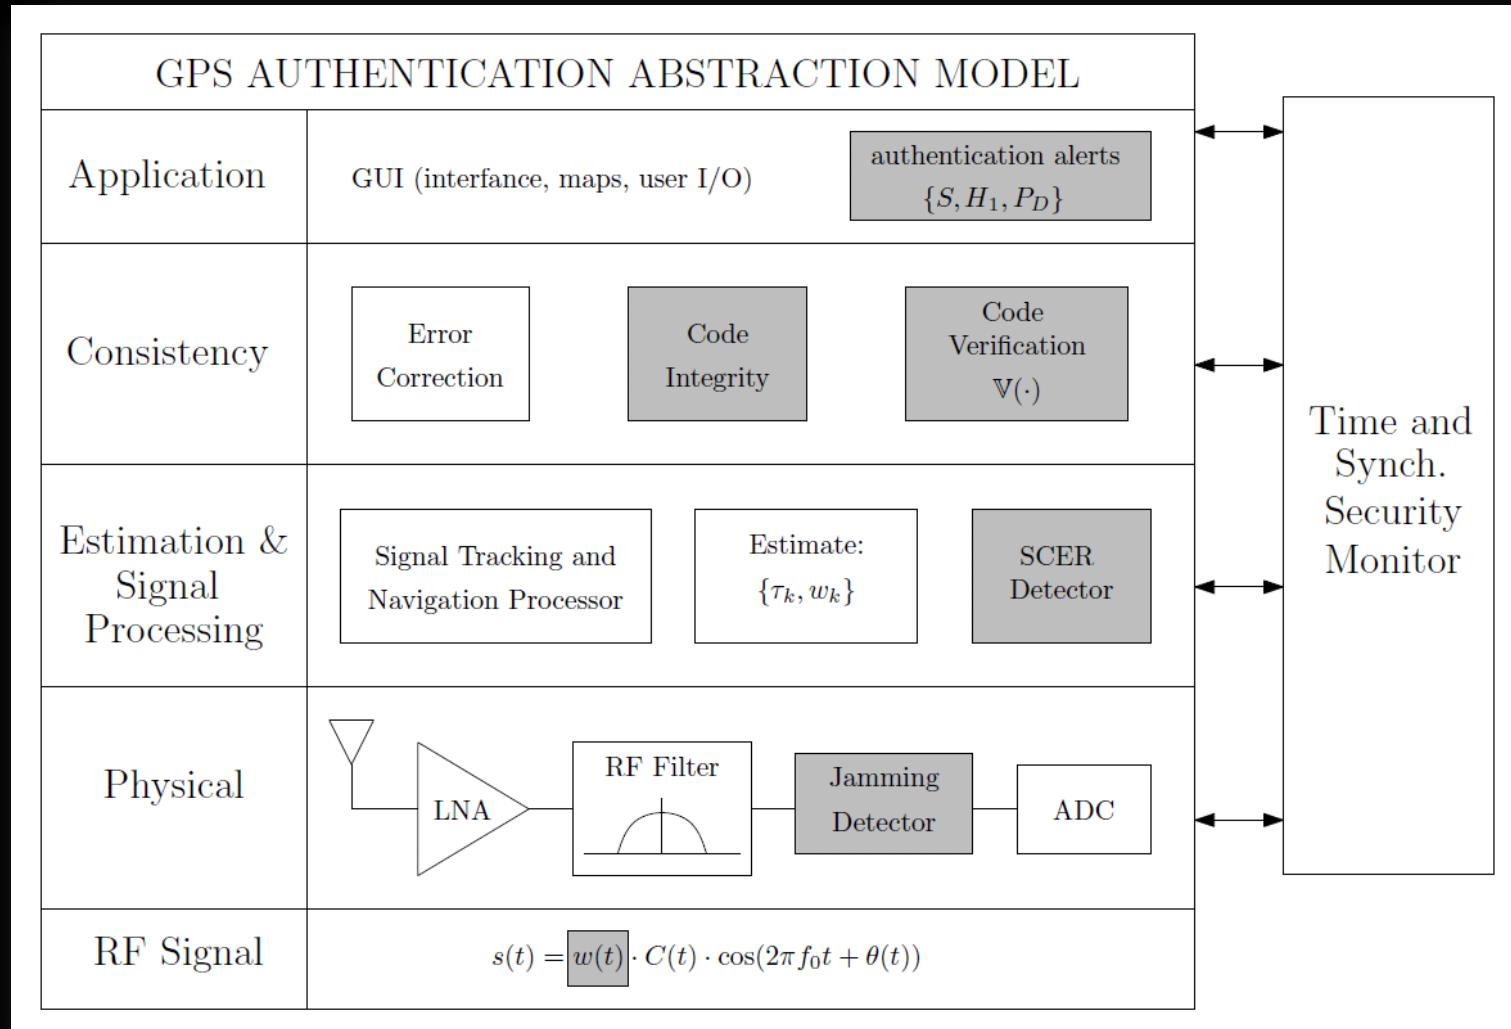 GPS AUTHENTICATION ABSTRACTION MODEL
Application
GUI (interfance, maps, user I/O)
authentication alerts
{S, H₁, P_D}
Consistency
Error
Correction
Code
Integrity
Code
Verification
𝕍(·)
Estimation &
Signal
Processing
Signal Tracking and
Navigation Processor
Estimate:
{τₖ, wₖ}
SCER
Detector
Physical
LNA
RF Filter
Jamming
Detector
ADC
RF Signal
s(t) = w(t) · C(t) · cos(2πf₀t + θ(t))
Time and
Synch.
Security
Monitor